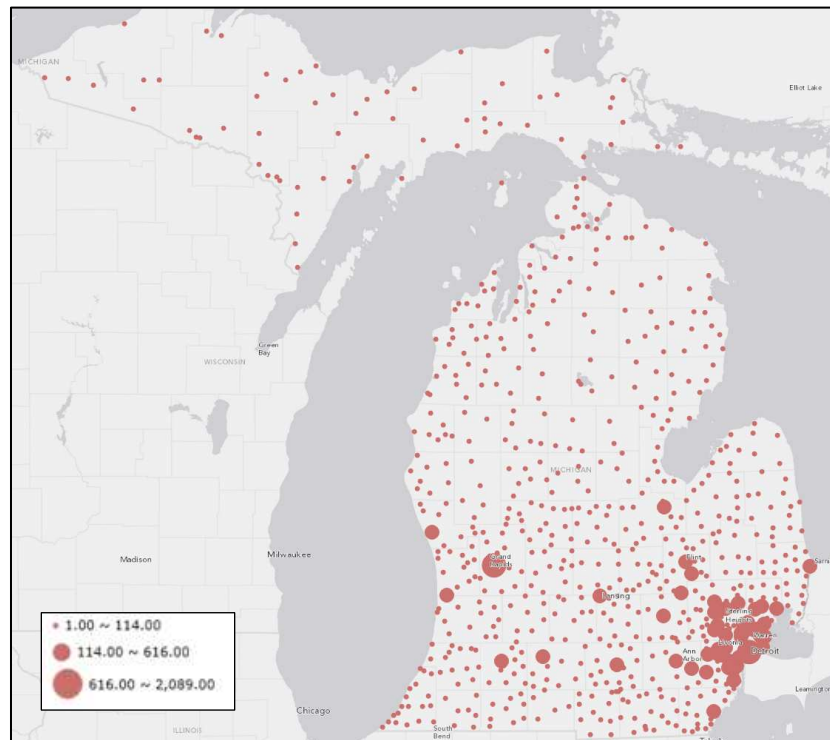 MICHIGAN
Elliot Lake
Green
Bay
WISCONSIN
MICHIGAN
Madison
Milwaukee
Grand
Rapids
Flint
Sarni
Lansing
Sterling
Heights
Warren
Livonia
Detroit
Ann
Arbor
Leamington
Chicago
South
Bend
ILLINOIS
1.00 ~ 114.00
114.00 ~ 616.00
616.00 ~ 2,089.00